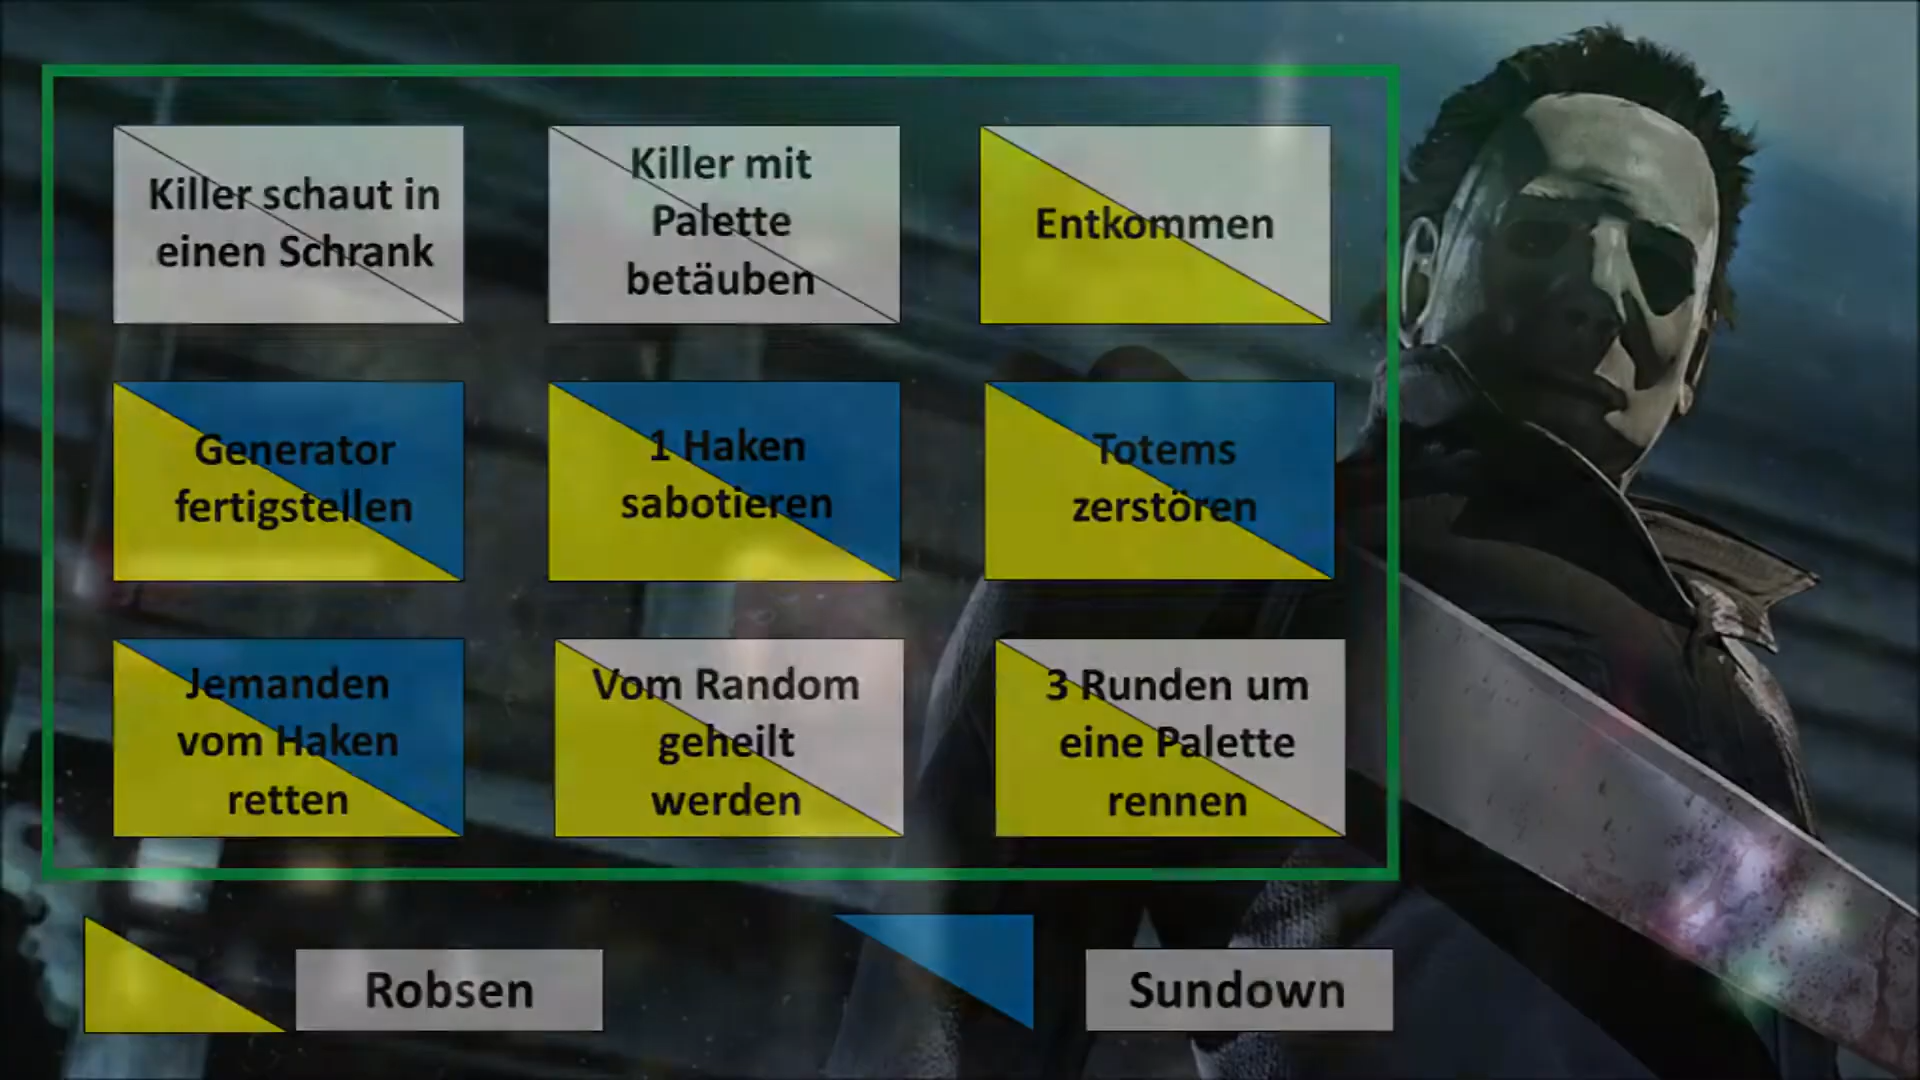 Killer schaut in
einen Schrank
Killer mit
Palette
betäuben
Entkommen
Generator
fertigstellen
1 Haken
sabotieren
Totems
zerstören
Jemanden
vom Haken
retten
Vom Random
geheilt
werden
3 Runden um
eine Palette
rennen
Robsen
Sundown